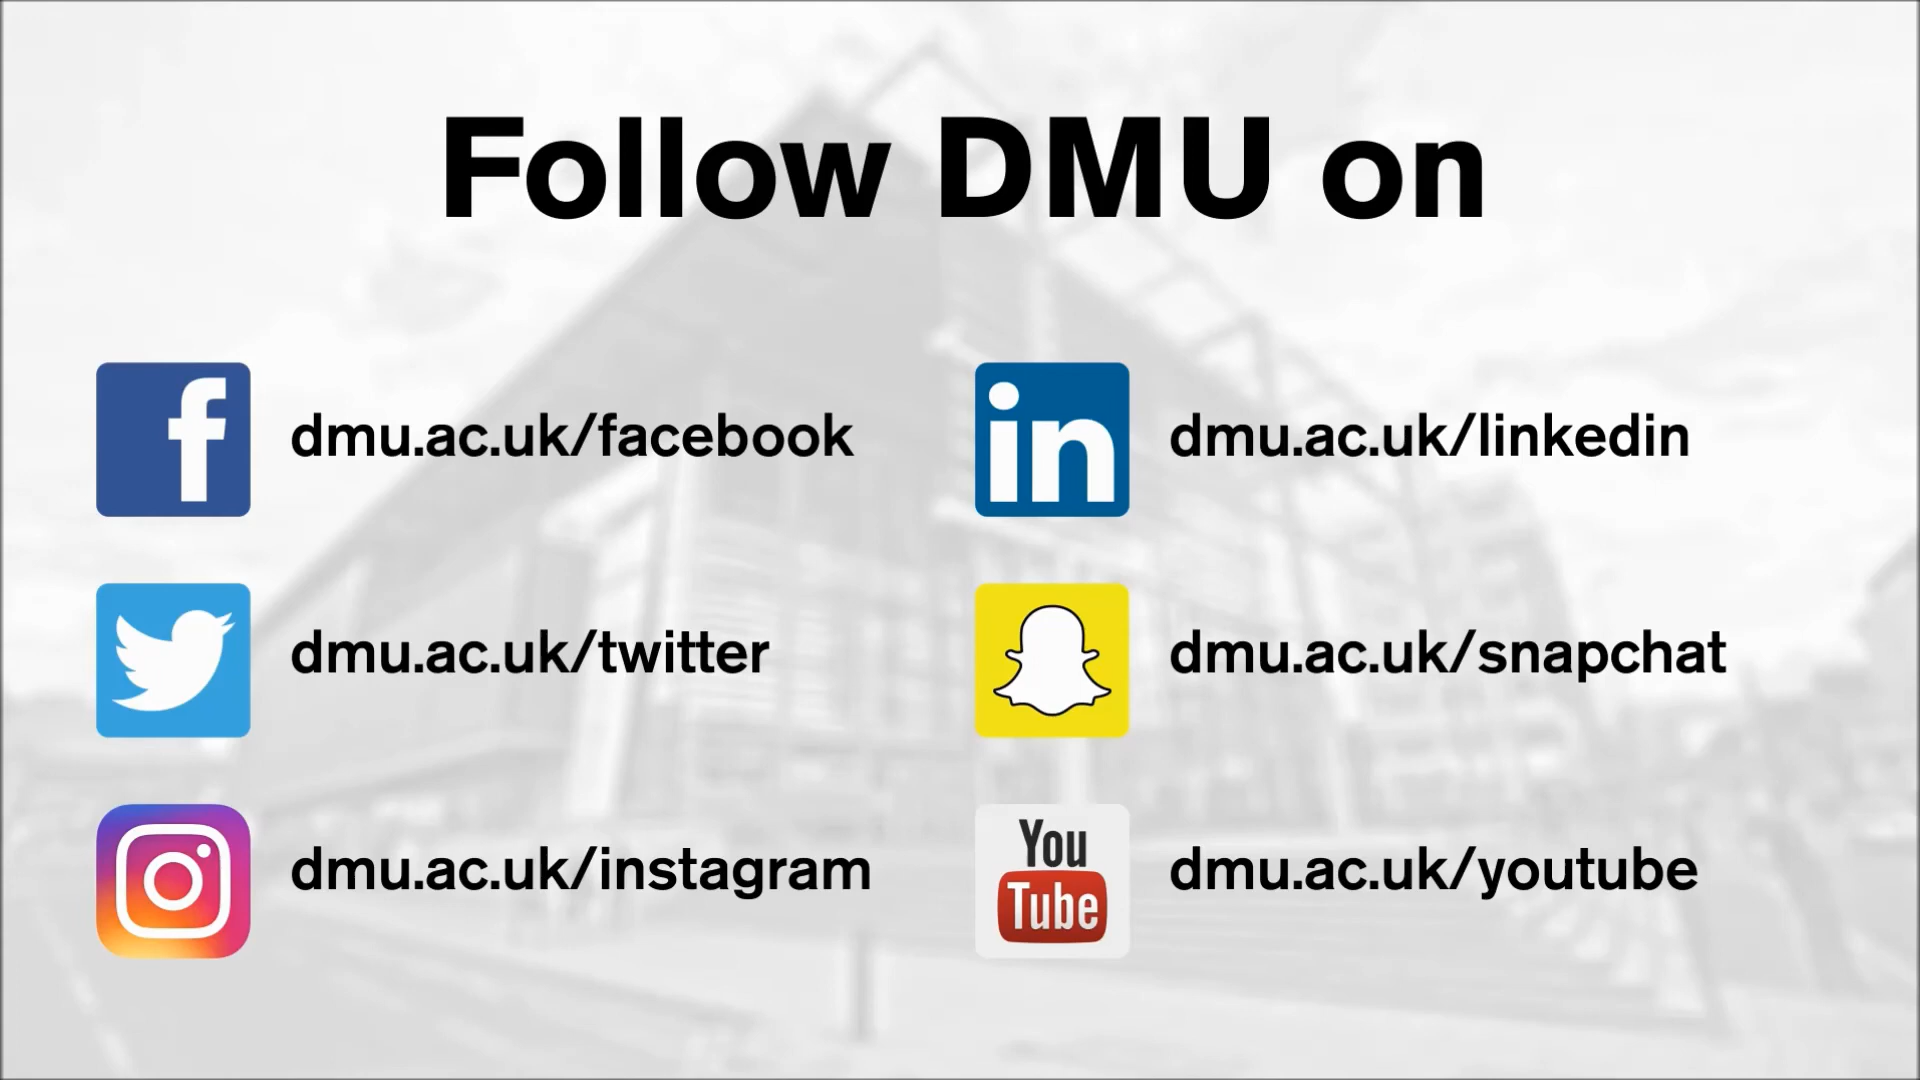 Follow DMU on
f dmu.ac.uk/facebook
in dmu.ac.uk/linkedin
dmu.ac.uk/twitter
dmu.ac.uk/snapchat
dmu.ac.uk/instagram
You
Tube
dmu.ac.uk/youtube